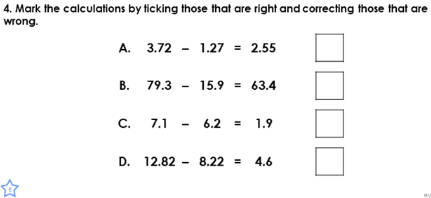 4. Mark the calculations by ticking those that are right and correcting those that are
wrong.
A. 3.72 – 1.27 = 2.55
B. 79.3 – 15.9 = 63.4
C. 7.1 – 6.2 = 1.9
D. 12.82 – 8.22 = 4.6